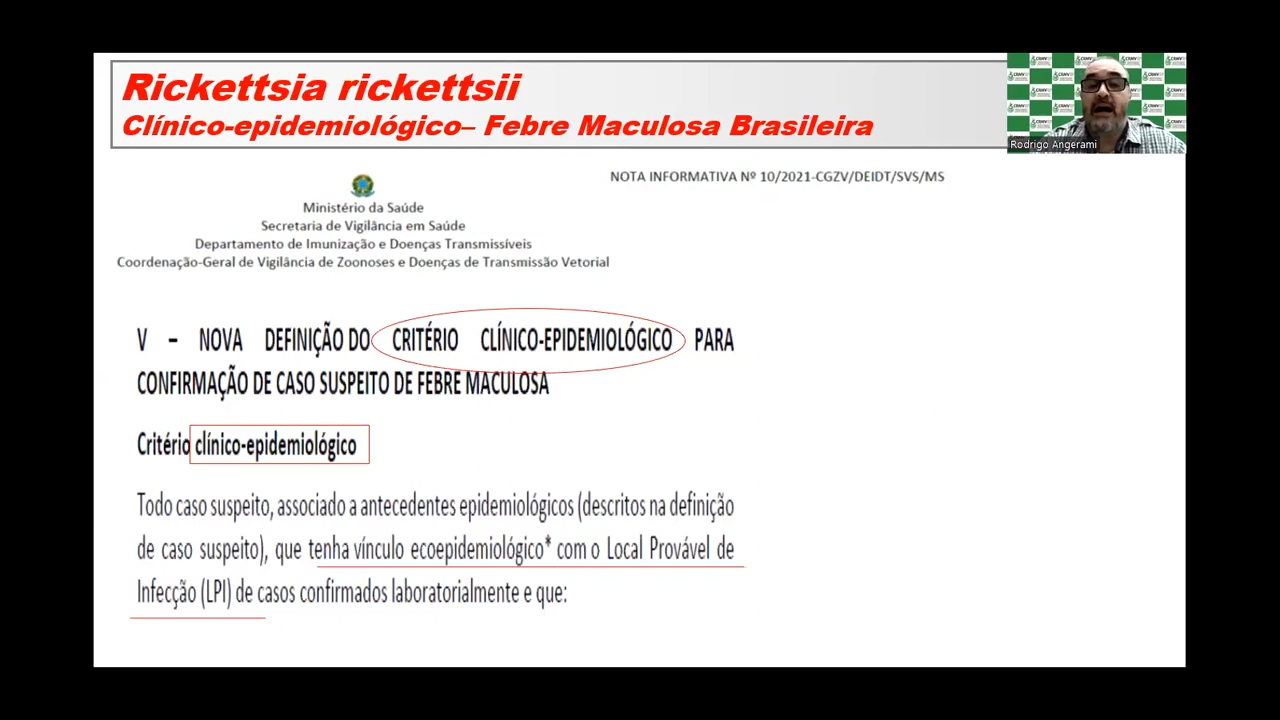 Rickettsia rickettsii
Clínico-epidemiológico– Febre Maculosa Brasileira
Rodrigo Angerami
NOTA INFORMATIVA Nº 10/2021-CGZV/DEIDT/SVS/MS
Ministério da Saúde
Secretaria de Vigilância em Saúde
Departamento de Imunização e Doenças Transmissíveis
Coordenação-Geral de Vigilância de Zoonoses e Doenças de Transmissão Vetorial
V – NOVA DEFINIÇÃO DO CRITÉRIO CLÍNICO-EPIDEMIOLÓGICO PARA
CONFIRMAÇÃO DE CASO SUSPEITO DE FEBRE MACULOSA
Critério clínico-epidemiológico
Todo caso suspeito, associado a antecedentes epidemiológicos (descritos na definição
de caso suspeito), que tenha vínculo ecoepidemiológico* com o Local Provável de
Infecção (LPI) de casos confirmados laboratorialmente e que: